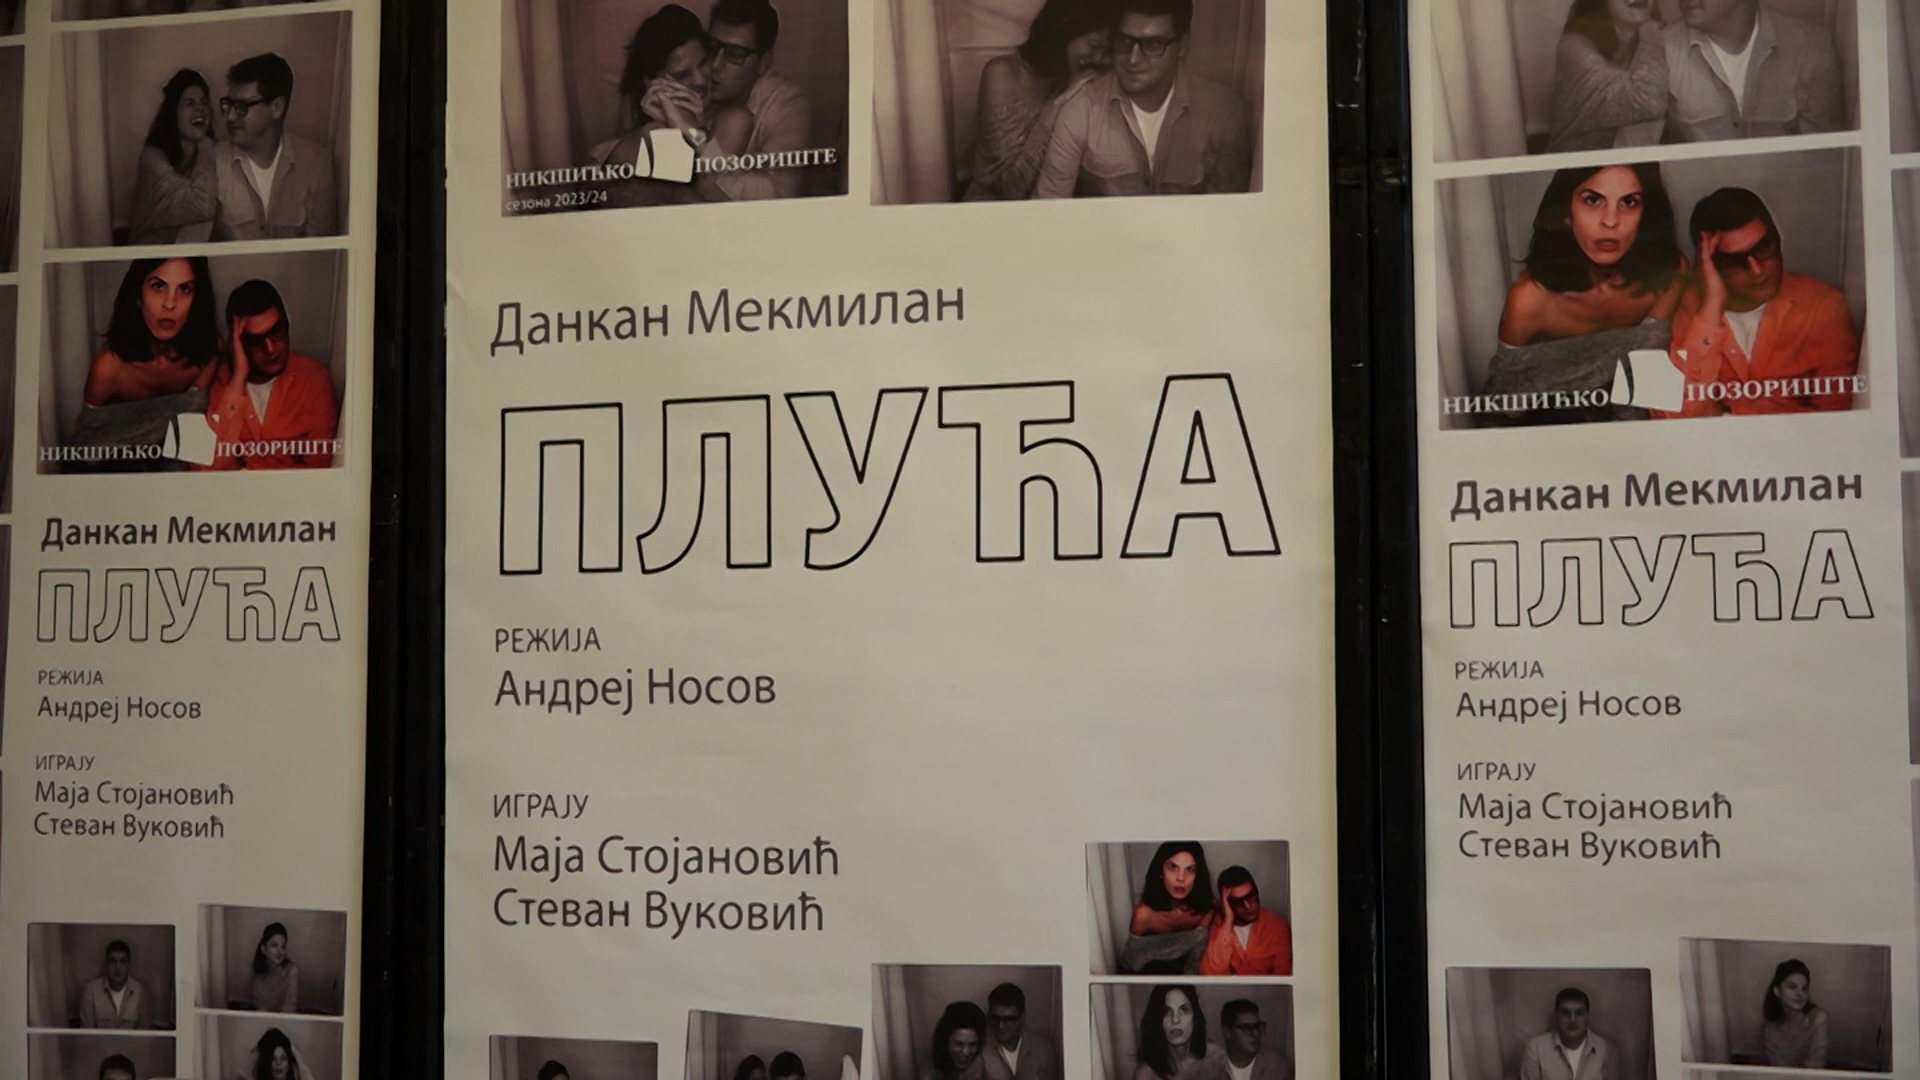 НИКШИЋКО ПОЗОРИШТЕ
Данкан Мекмилан
ПЛУЋА
РЕЖИЈА
Андреј Носов
ИГРАЈУ
Маја Стојановић
Стеван Вуковић
НИКШИЋКО ПОЗОРИШТЕ
сезона 2023/24
Данкан Мекмилан
ПЛУЋА
РЕЖИЈА
Андреј Носов
ИГРАЈУ
Маја Стојановић
Стеван Вуковић
НИКШИЋКО ПОЗОРИШТЕ
Данкан Мекмилан
ПЛУЋА
РЕЖИЈА
Андреј Носов
ИГРАЈУ
Маја Стојановић
Стеван Вуковић